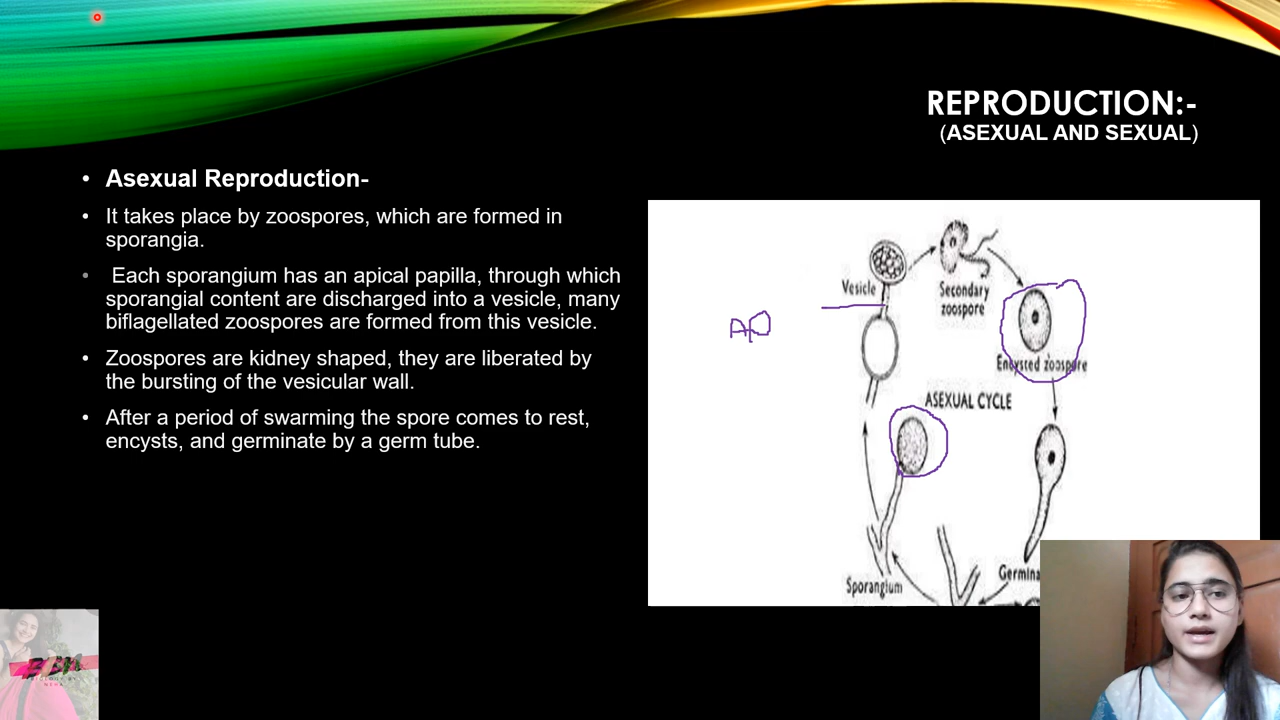 REPRODUCTION:-
(ASEXUAL AND SEXUAL)
• Asexual Reproduction-
• It takes place by zoospores, which are formed in
sporangia.
• Each sporangium has an apical papilla, through which
sporangial content are discharged into a vesicle, many
biflagellated zoospores are formed from this vesicle.
• Zoospores are kidney shaped, they are liberated by
the bursting of the vesicular wall.
• After a period of swarming the spore comes to rest,
encysts, and germinate by a germ tube.
Vesicle
Secondary
zoospore
Encysted zoospore
AP
ASEXUAL CYCLE
Germina
Sporangium